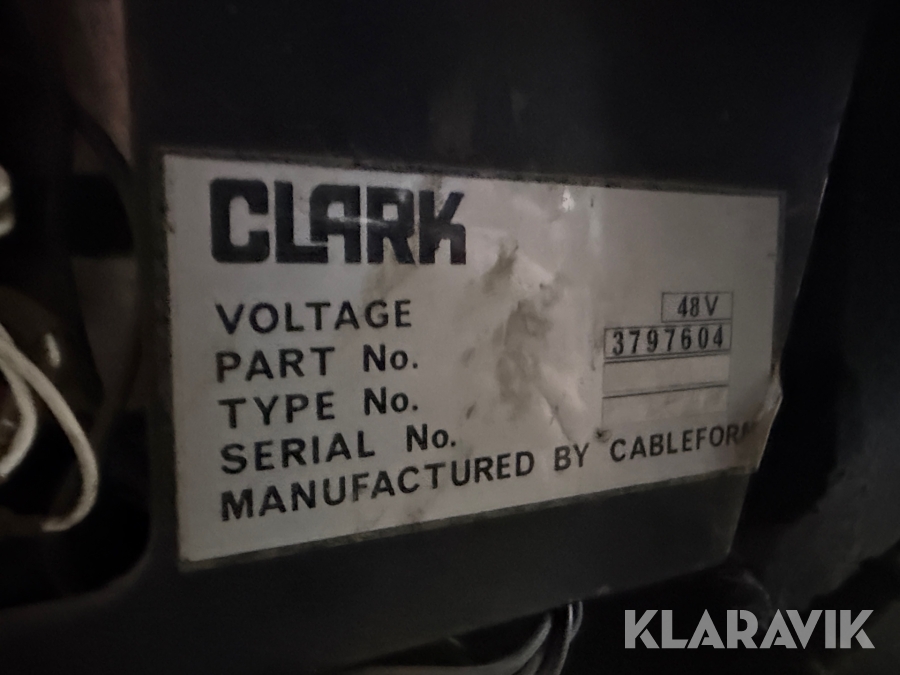 CLARK
VOLTAGE 48V
PART No. 3797604
TYPE No.
SERIAL No.
MANUFACTURED BY CABLEFORM
KLARAVIK